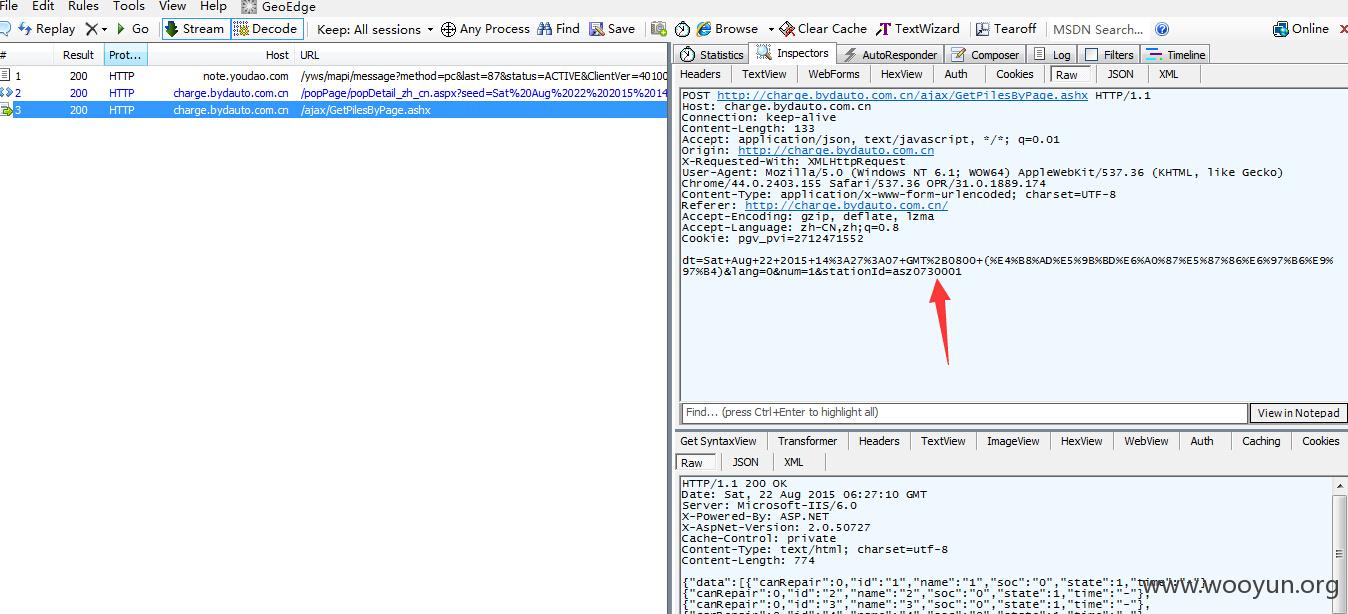 File Edit Rules Tools View Help GeoEdge
Replay Go Stream Decode Keep: All sessions Any Process Find Save Browse Clear Cache TextWizard Tearoff MSDN Search... Online
# Result Prot... Host URL
1 200 HTTP note.youdao.com /yws/mapi/message?method=pc&last=87&status=ACTIVE&ClientVer=40100
2 200 HTTP charge.bydauto.com.cn /popPage/popDetail_zh_cn.aspx?seed=Sat%20Aug%2022%202015%2014
3 200 HTTP charge.bydauto.com.cn /ajax/GetPilesByPage.ashx
Statistics Inspectors AutoResponder Composer Log Filters Timeline
Headers TextView WebForms HexView Auth Cookies Raw JSON XML
POST http://charge.bydauto.com.cn/ajax/GetPilesByPage.ashx HTTP/1.1
Host: charge.bydauto.com.cn
Connection: keep-alive
Content-Length: 133
Accept: application/json, text/javascript, */*; q=0.01
Origin: http://charge.bydauto.com.cn
X-Requested-With: XMLHttpRequest
User-Agent: Mozilla/5.0 (Windows NT 6.1; WOW64) AppleWebKit/537.36 (KHTML, like Gecko)
Chrome/44.0.2403.155 Safari/537.36 OPR/31.0.1889.174
Content-Type: application/x-www-form-urlencoded; charset=UTF-8
Referer: http://charge.bydauto.com.cn/
Accept-Encoding: gzip, deflate, lzma
Accept-Language: zh-CN,zh;q=0.8
Cookie: pgv_pvi=2712471552
dt=Sat+Aug+22+2015+14%3A27%3A07+GMT%2B0800+(%E4%B8%AD%E5%9B%BD%E6%A0%87%E5%87%86%E6%97%B6%E9%
97%B4)&lang=0&num=1&stationId=asz0730001
Find... (press Ctrl+Enter to highlight all) View in Notepad
Get SyntaxView Transformer Headers TextView ImageView HexView WebView Auth Caching Cookies
Raw JSON XML
HTTP/1.1 200 OK
Date: Sat, 22 Aug 2015 06:27:10 GMT
Server: Microsoft-IIS/6.0
X-Powered-By: ASP.NET
X-AspNet-Version: 2.0.50727
Cache-Control: private
Content-Type: text/html; charset=utf-8
Content-Length: 774
{"data":[{"canRepair":0,"id":"1","name":"1","soc":"0","state":1,"time":"-"},
{"canRepair":0,"id":"2","name":"2","soc":"0","state":1,"time":"-"},
{"canRepair":0,"id":"3","name":"3","soc":"0","state":1,"time":"-"},
www.wooyun.org